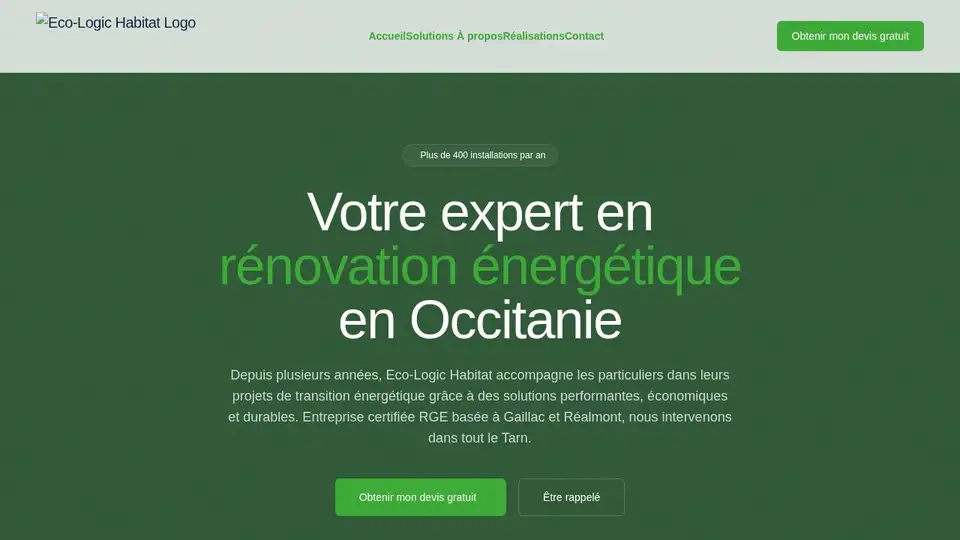 Eco-Logic Habitat Logo
AccueilSolutions À proposRéalisationsContact
Obtenir mon devis gratuit
Plus de 400 installations par an
Votre expert en
rénovation énergétique
en Occitanie
Depuis plusieurs années, Eco-Logic Habitat accompagne les particuliers dans leurs
projets de transition énergétique grâce à des solutions performantes, économiques
et durables. Entreprise certifiée RGE basée à Gaillac et Réalmont, nous intervenons
dans tout le Tarn.
Obtenir mon devis gratuit
Être rappelé